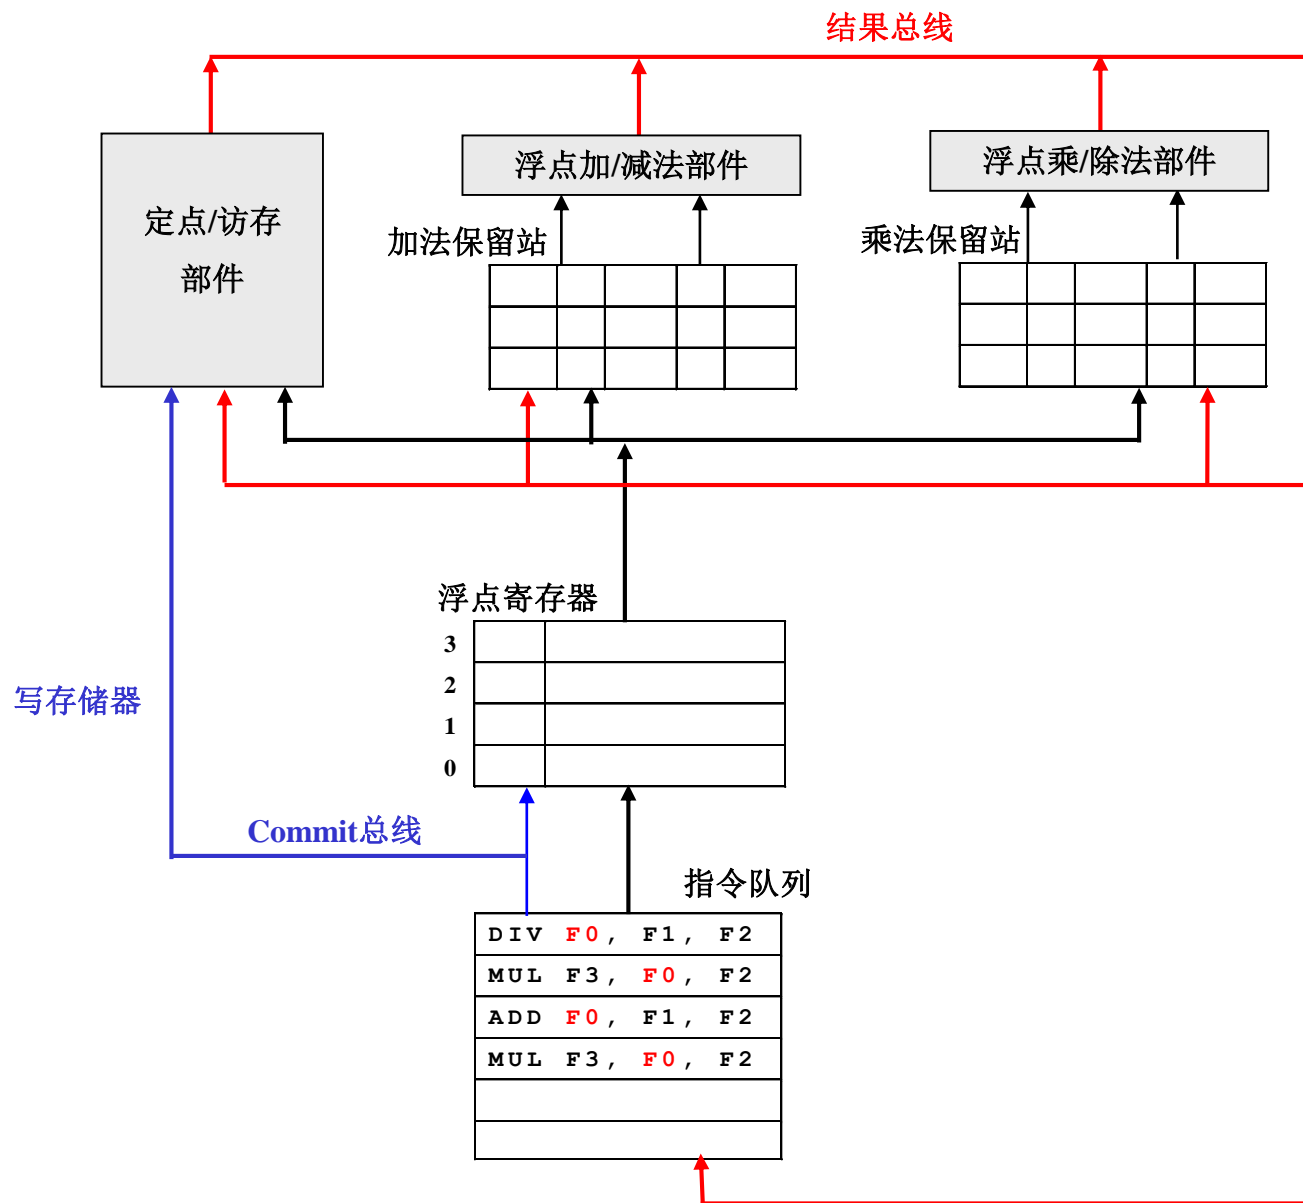 结果总线
定点/访存
部件
浮点加/减法部件
浮点乘/除法部件
加法保留站
乘法保留站
浮点寄存器
3
2
1
0
写存储器
Commit总线
指令队列
DIV F0, F1, F2
MUL F3, F0, F2
ADD F0, F1, F2
MUL F3, F0, F2